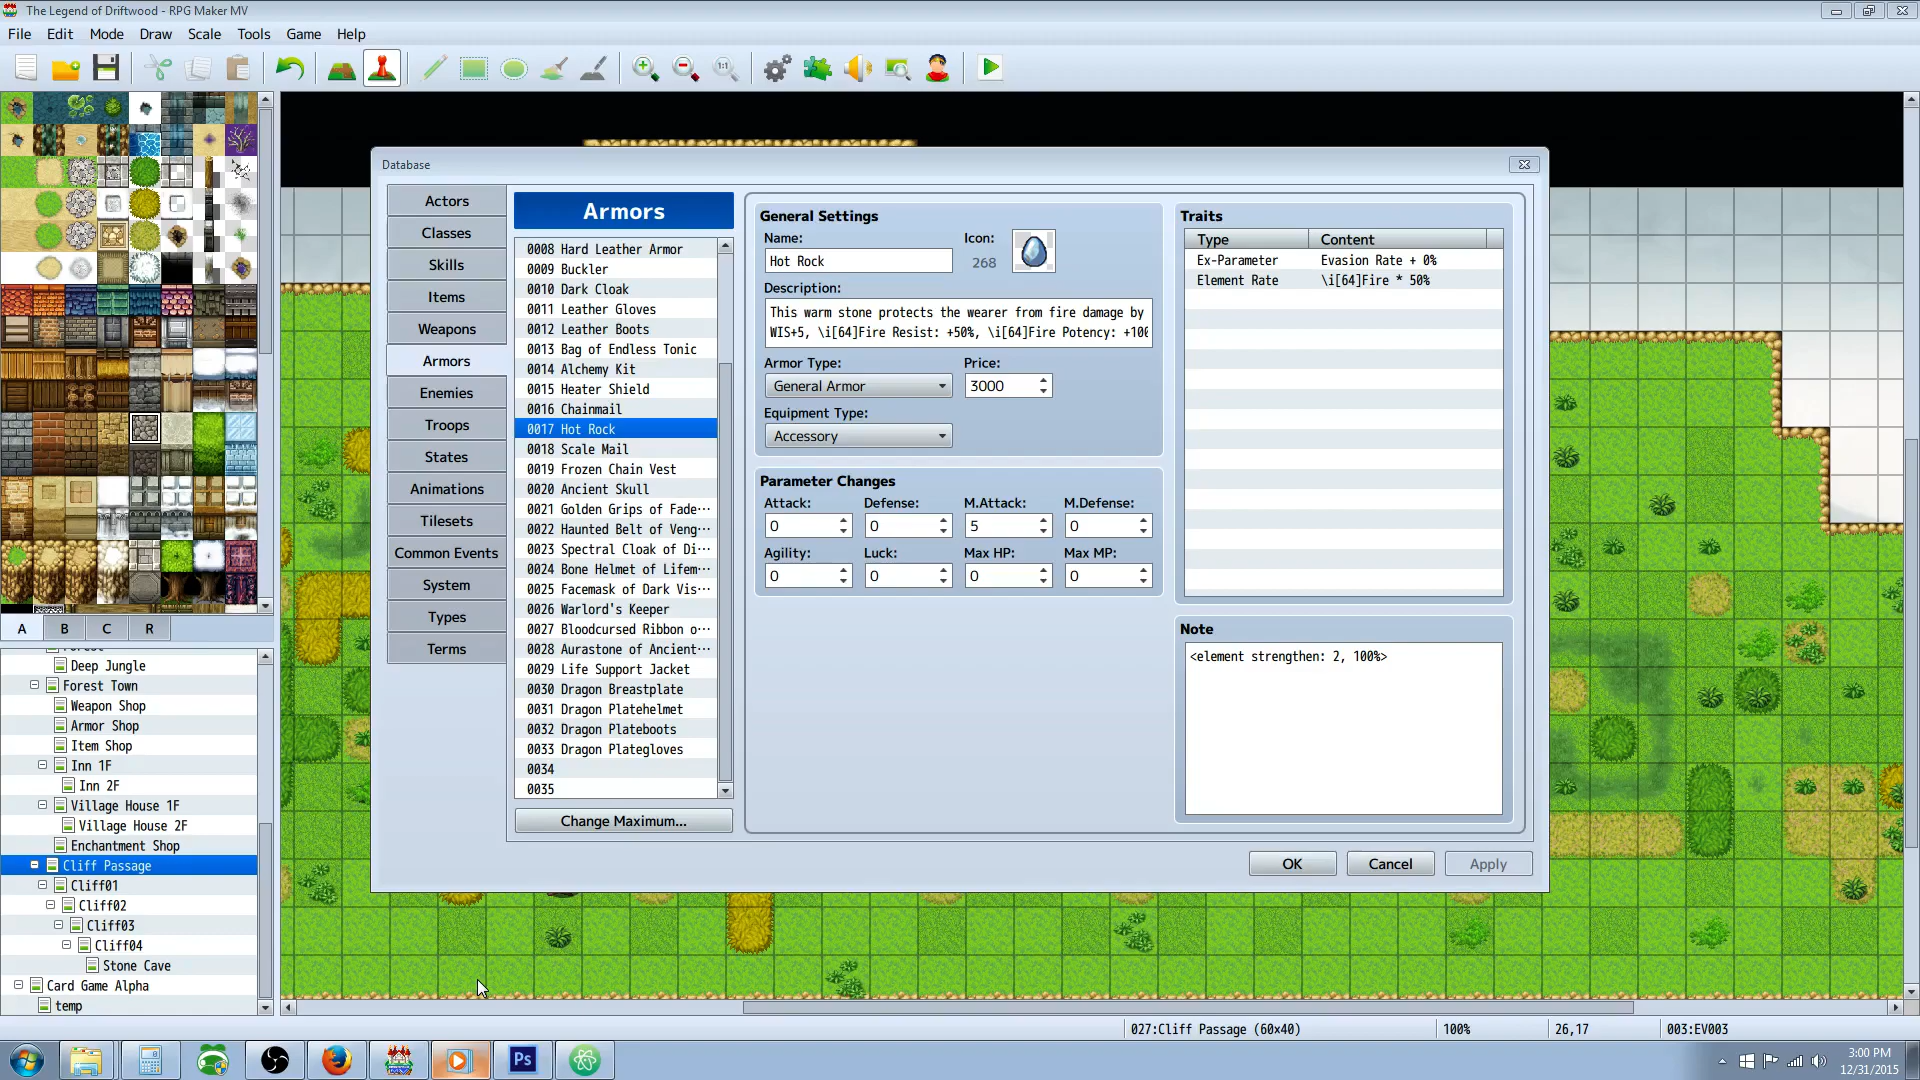 The Legend of Driftwood - RPG Maker MV
File Edit Mode Draw Scale Tools Game Help
1:1
Database
Actors
Classes
Skills
Items
Weapons
Armors
Enemies
Troops
States
Animations
Tilesets
Common Events
System
Types
Terms
Armors
0008 Hard Leather Armor
0009 Buckler
0010 Dark Cloak
0011 Leather Gloves
0012 Leather Boots
0013 Bag of Endless Tonic
0014 Alchemy Kit
0015 Heater Shield
0016 Chainmail
0017 Hot Rock
0018 Scale Mail
0019 Frozen Chain Vest
0020 Ancient Skull
0021 Golden Grips of Fade···
0022 Haunted Belt of Veng···
0023 Spectral Cloak of Di···
0024 Bone Helmet of Lifem···
0025 Facemask of Dark Vis···
0026 Warlord's Keeper
0027 Bloodcursed Ribbon o···
0028 Aurastone of Ancient···
0029 Life Support Jacket
0030 Dragon Breastplate
0031 Dragon Platehelmet
0032 Dragon Plateboots
0033 Dragon Plategloves
0034
0035
Change Maximum...
General Settings
Name: Icon:
Hot Rock 268
Description:
This warm stone protects the wearer from fire damage by
WIS+5, \i[64]Fire Resist: +50%, \i[64]Fire Potency: +100
Armor Type: Price:
General Armor 3000
Equipment Type:
Accessory
Parameter Changes
Attack: Defense: M.Attack: M.Defense:
0 0 5 0
Agility: Luck: Max HP: Max MP:
0 0 0 0
Traits
Type Content
Ex-Parameter Evasion Rate + 0%
Element Rate \i[64]Fire * 50%
Note
<element strengthen: 2, 100%>
OK Cancel Apply
A B C R
Forest
Deep Jungle
Forest Town
Weapon Shop
Armor Shop
Item Shop
Inn 1F
Inn 2F
Village House 1F
Village House 2F
Enchantment Shop
Cliff Passage
Cliff01
Cliff02
Cliff03
Cliff04
Stone Cave
Card Game Alpha
temp
027:Cliff Passage (60x40) 100% 26,17 003:EV003
Ps
3:00 PM
12/31/2015